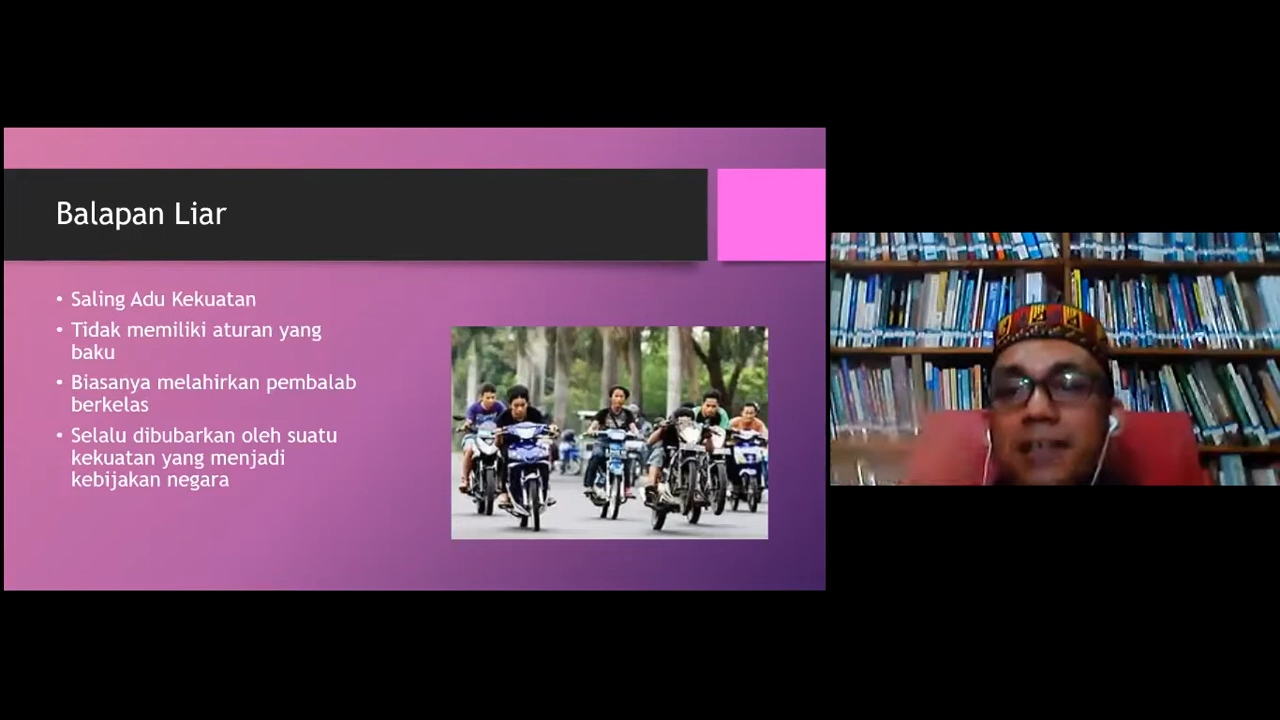 Balapan Liar
• Saling Adu Kekuatan
• Tidak memiliki aturan yang
baku
• Biasanya melahirkan pembalab
berkelas
• Selalu dibubarkan oleh suatu
kekuatan yang menjadi
kebijakan negara